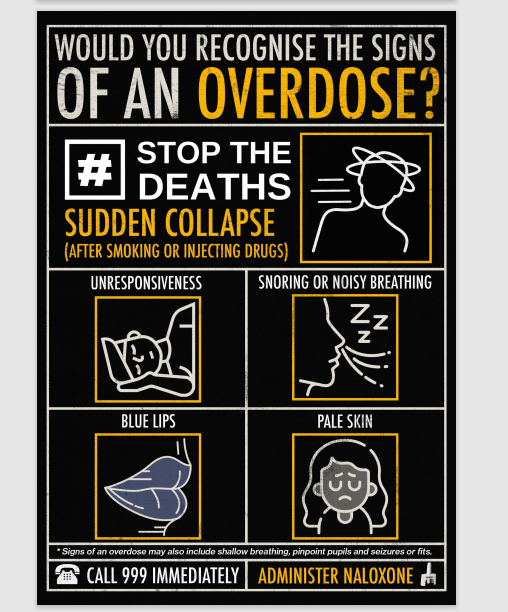 WOULD YOU RECOGNISE THE SIGNS
OF AN OVERDOSE?
# STOP THE
DEATHS
SUDDEN COLLAPSE
(AFTER SMOKING OR INJECTING DRUGS)
UNRESPONSIVENESS
SNORING OR NOISY BREATHING
Z Z Z
BLUE LIPS
PALE SKIN
* Signs of an overdose may also include shallow breathing, pinpoint pupils and seizures or fits.
CALL 999 IMMEDIATELY
ADMINISTER NALOXONE